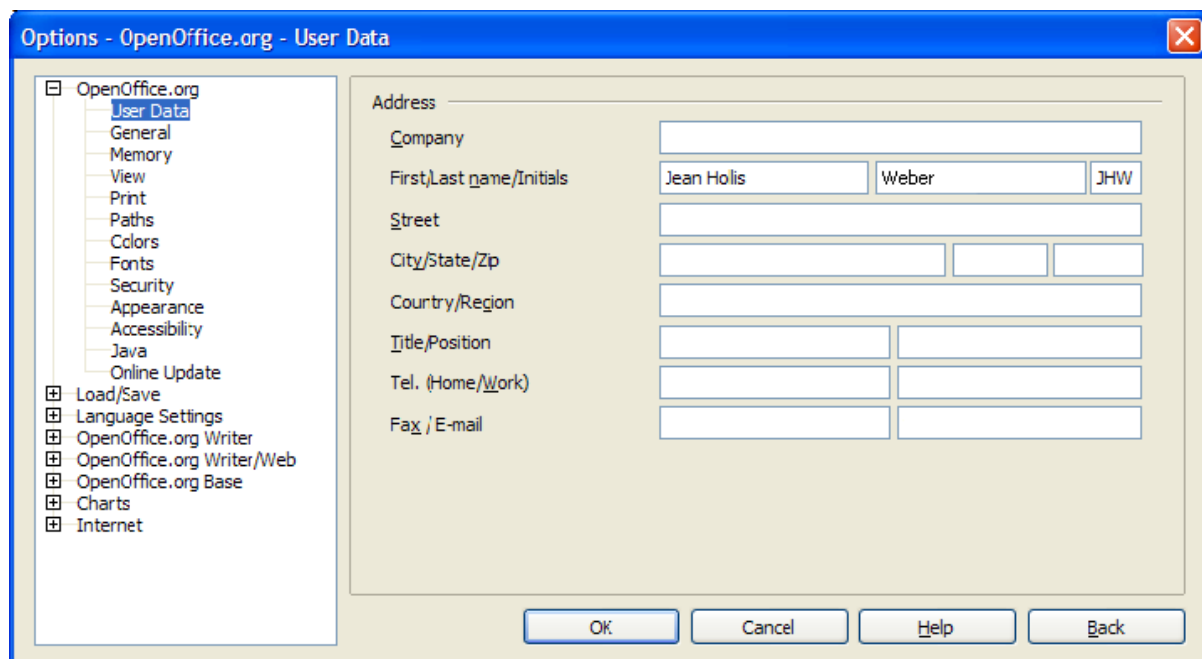 Options - OpenOffice.org - User Data
OpenOffice.org
User Data
General
Memory
View
Print
Paths
Colors
Fonts
Security
Appearance
Accessibility
Java
Online Update
Load/Save
Language Settings
OpenOffice.org Writer
OpenOffice.org Writer/Web
OpenOffice.org Base
Charts
Internet
Address
Company
First/Last name/Initials Jean Holis Weber JHW
Street
City/State/Zip
Country/Region
Title/Position
Tel. (Home/Work)
Fax / E-mail
OK Cancel Help Back